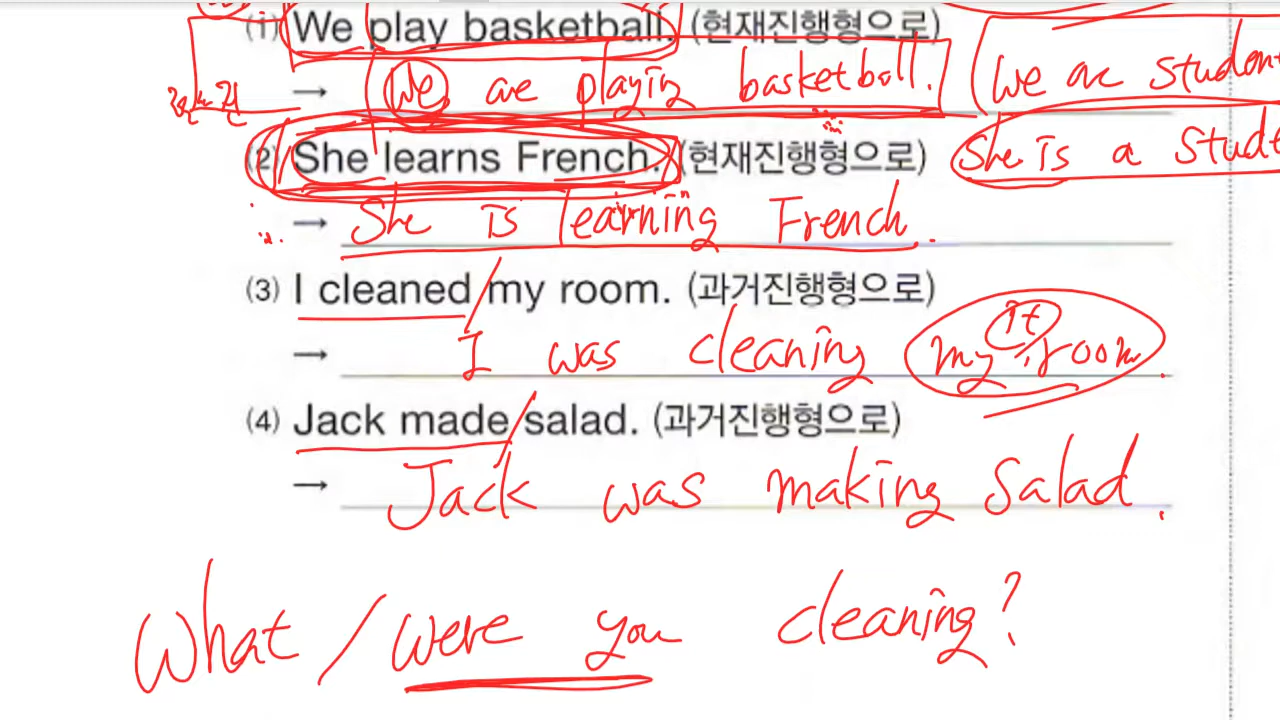 (1) We play basketball. (현재진행형으로)
→ We are playing basketball. We are student
(2) She learns French. (현재진행형으로) She is a Stud
→ She is learning French.
(3) I cleaned / my room. (과거진행형으로)
it
→ I was cleaning my room.
(4) Jack made / salad. (과거진행형으로)
→ Jack was making Salad.
What / were you cleaning?